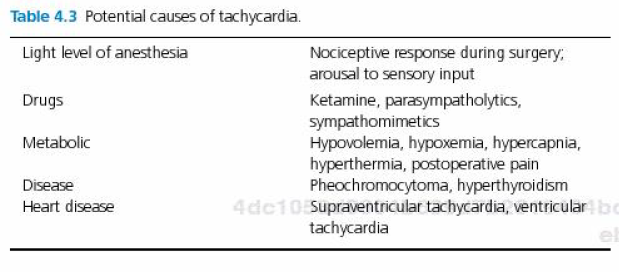 Table 4.3 Potential causes of tachycardia.
Light level of anesthesia Nociceptive response during surgery;
arousal to sensory input
Drugs Ketamine, parasympatholytics,
sympathomimetics
Metabolic Hypovolemia, hypoxemia, hypercapnia,
hyperthermia, postoperative pain
Disease Pheochromocytoma, hyperthyroidism
Heart disease Supraventricular tachycardia, ventricular
tachycardia